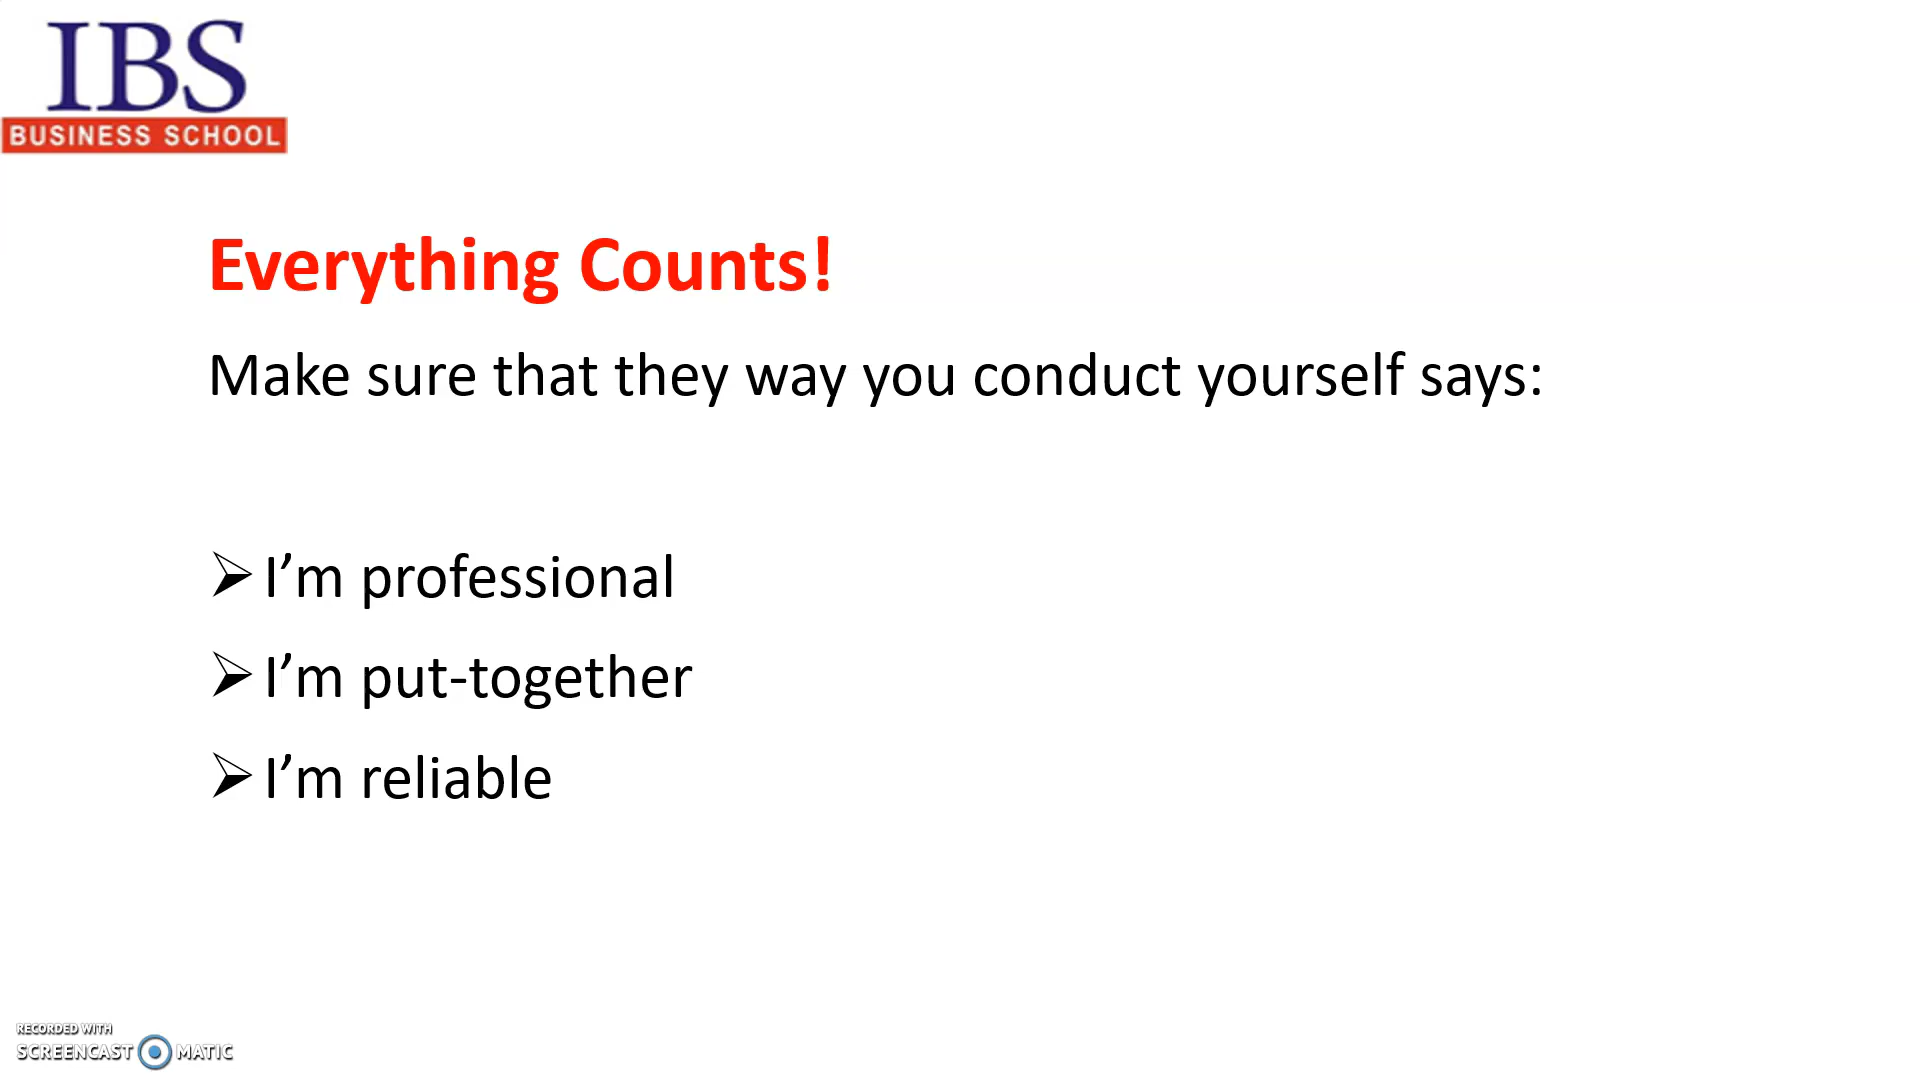 IBS
BUSINESS SCHOOL
Everything Counts!
Make sure that they way you conduct yourself says:
➢ I’m professional
➢ I’m put-together
➢ I’m reliable
RECORDED WITH
SCREENCAST MATIC